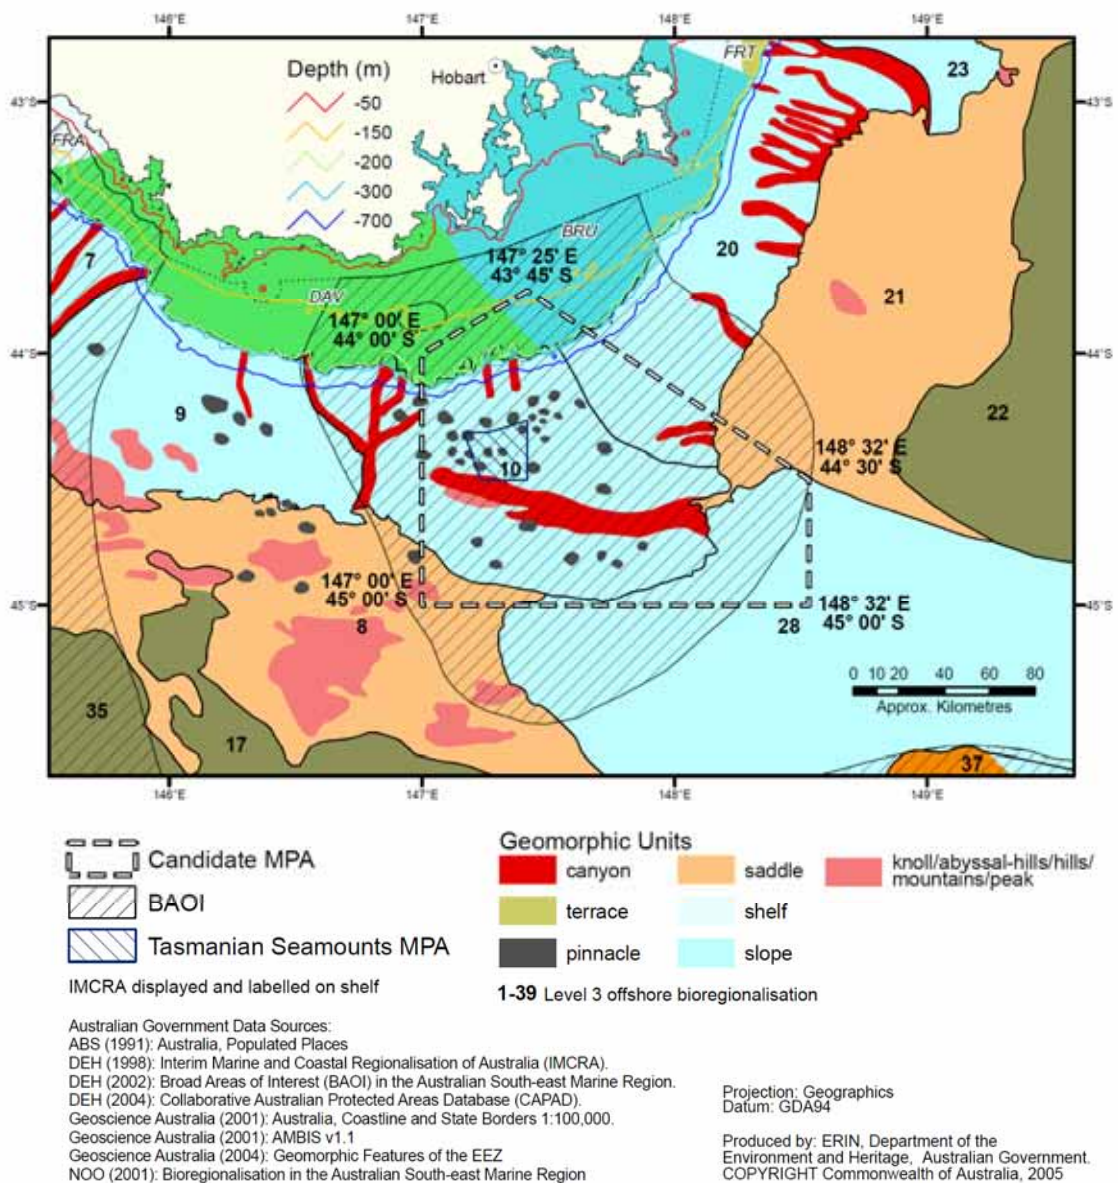 146°E 147°E 148°E 149°E
Depth (m)
-50
-150
-200
-300
-700
Hobart
FRT
23
43°S 43°S
FRA
7
BRU
147° 25' E
43° 45' S
20
21
DAV
147° 00' E
44° 00' S
44°S 44°S
9
22
10
148° 32' E
44° 30' S
147° 00' E
45° 00' S
8
148° 32' E
45° 00' S
28
45°S 45°S
35
17
0 10 20 40 60 80
Approx. Kilometres
37
146°E 147°E 148°E 149°E
Candidate MPA
BAOI
Tasmanian Seamounts MPA
IMCRA displayed and labelled on shelf
Geomorphic Units
canyon
saddle
knoll/abyssal-hills/hills/
mountains/peak
terrace
shelf
pinnacle
slope
1-39 Level 3 offshore bioregionalisation
Australian Government Data Sources:
ABS (1991): Australia, Populated Places
DEH (1998): Interim Marine and Coastal Regionalisation of Australia (IMCRA).
DEH (2002): Broad Areas of Interest (BAOI) in the Australian South-east Marine Region.
DEH (2004): Collaborative Australian Protected Areas Database (CAPAD).
Geoscience Australia (2001): Australia, Coastline and State Borders 1:100,000.
Geoscience Australia (2001): AMBIS v1.1
Geoscience Australia (2004): Geomorphic Features of the EEZ
NOO (2001): Bioregionalisation in the Australian South-east Marine Region
Projection: Geographics
Datum: GDA94
Produced by: ERIN, Department of the
Environment and Heritage, Australian Government.
COPYRIGHT Commonwealth of Australia, 2005